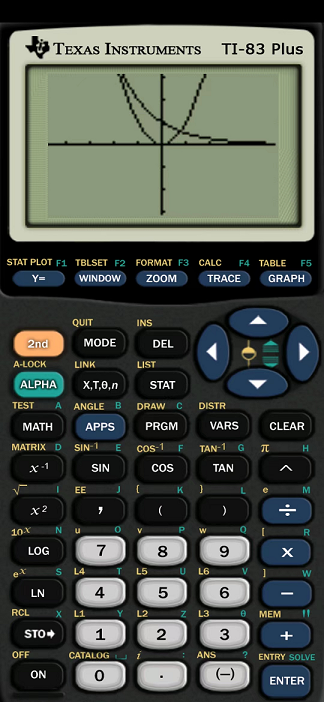 TEXAS INSTRUMENTS TI-83 Plus
STAT PLOT F1 TBLSET F2 FORMAT F3 CALC F4 TABLE F5
Y= WINDOW ZOOM TRACE GRAPH
QUIT INS
2nd MODE DEL
A-LOCK LINK LIST
ALPHA X,T,θ,n STAT
TEST A ANGLE B DRAW C DISTR
MATH APPS PRGM VARS CLEAR
MATRIX D SIN⁻¹ E COS⁻¹ F TAN⁻¹ G π H
x⁻¹ SIN COS TAN ^
√ I EE J { K } L e M
x² , ( ) ÷
10ˣ N u O v P w Q [ R
LOG 7 8 9 x
eˣ S L4 T L5 U L6 V ] W
LN 4 5 6 −
RCL X L1 Y L2 Z L3 θ MEM "
STO➡ 1 2 3 +
OFF CATALOG ⎵ i : ANS ? ENTRY SOLVE
ON 0 . (—) ENTER